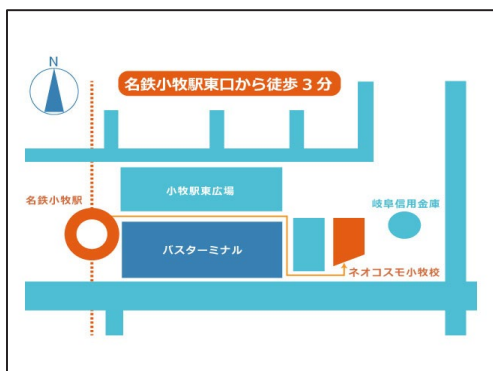 N
名鉄小牧駅東口から徒歩3分
小牧駅東広場
名鉄小牧駅
岐阜信用金庫
バスターミナル
ネオコスモ小牧校